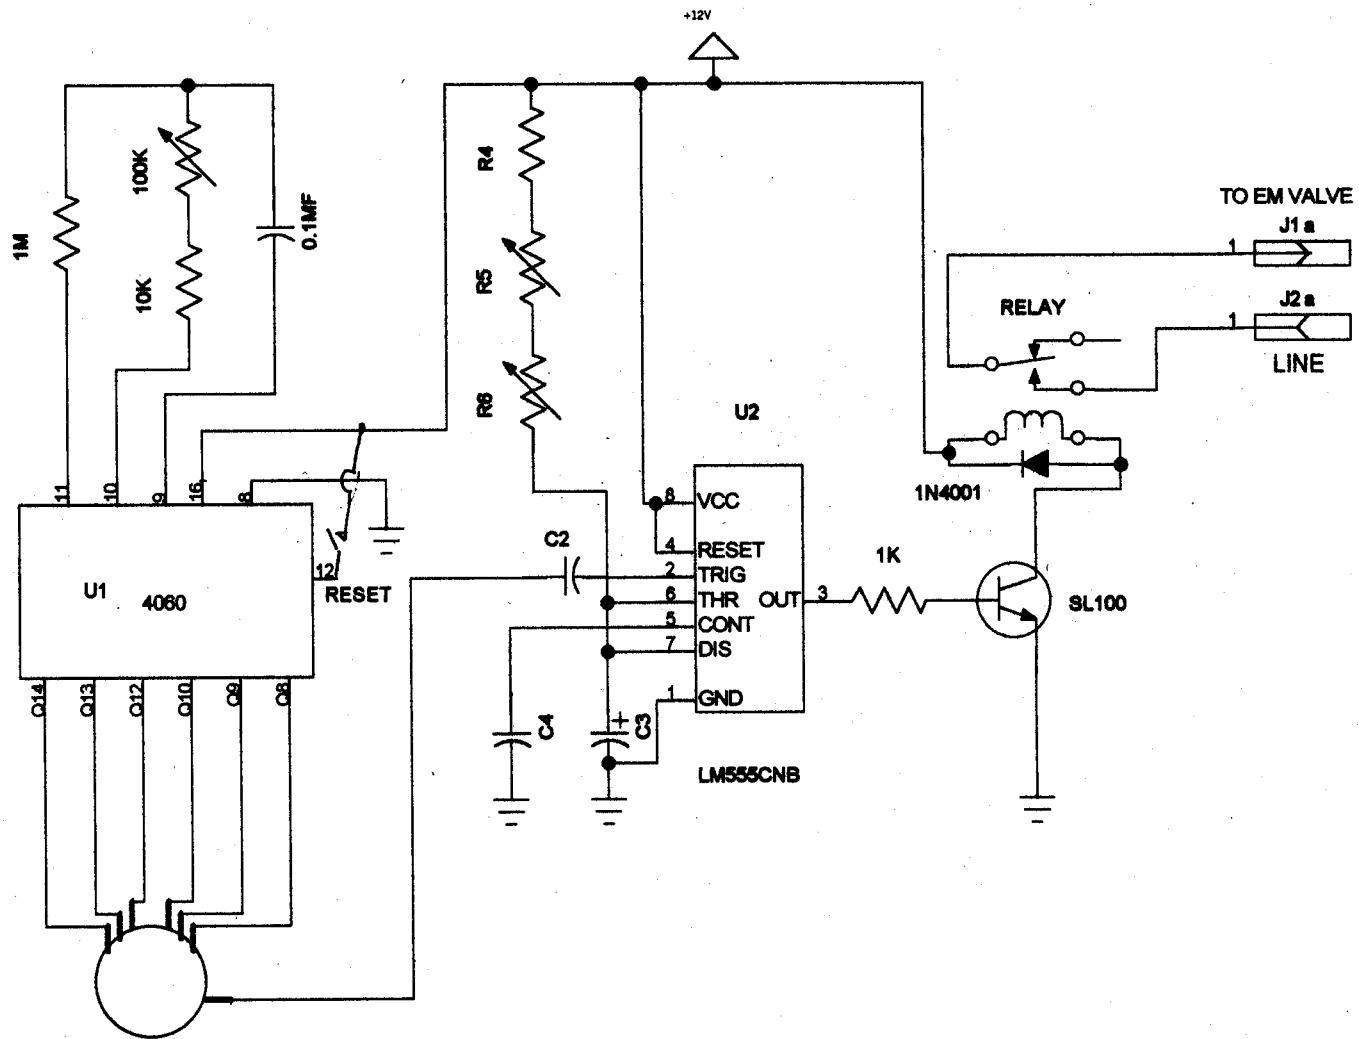 +12V
1M
100K
10K
0.1MF
R4
R5
R6
TO EM VALVE
J1a
1
J2a
1
LINE
RELAY
1N4001
11
10
9
16
8
U1
4060
12
RESET
Q14
Q13
Q12
Q10
Q9
Q8
C2
C4
+
C3
U2
8
VCC
4
RESET
2
TRIG
6
THR
5
CONT
7
DIS
1
GND
OUT
3
LM555CNB
1K
SL100